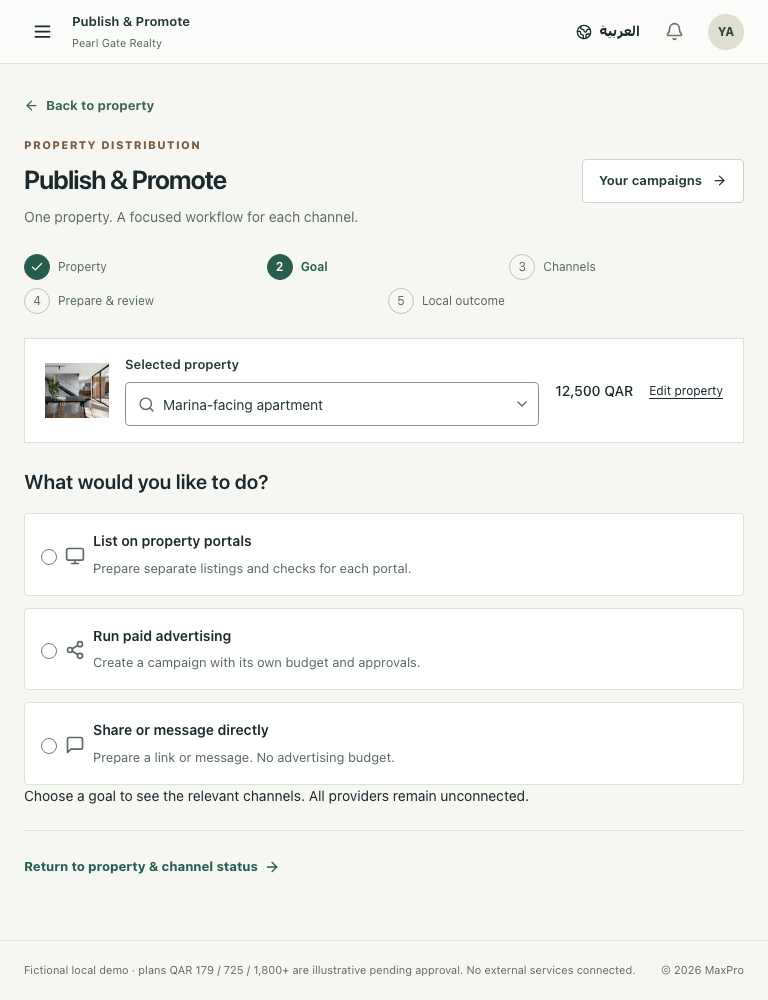 Publish & Promote
Pearl Gate Realty
العربية
YA
Back to property
PROPERTY DISTRIBUTION
Publish & Promote
Your campaigns
One property. A focused workflow for each channel.
Property
2 Goal
3 Channels
4 Prepare & review
5 Local outcome
Selected property
Marina-facing apartment
12,500 QAR
Edit property
What would you like to do?
List on property portals
Prepare separate listings and checks for each portal.
Run paid advertising
Create a campaign with its own budget and approvals.
Share or message directly
Prepare a link or message. No advertising budget.
Choose a goal to see the relevant channels. All providers remain unconnected.
Return to property & channel status
Fictional local demo · plans QAR 179 / 725 / 1,800+ are illustrative pending approval. No external services connected.
© 2026 MaxPro